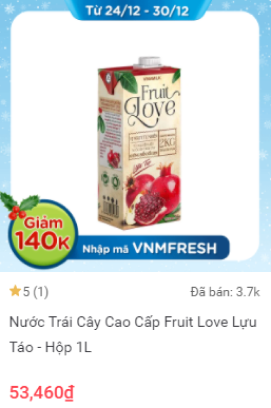 Từ 24/12 - 30/12
VINAMILK
Fruit
Love
Giảm
140K
Nhập mã VNMFRESH
5 (1)
Đã bán: 3.7k
Nước Trái Cây Cao Cấp Fruit Love Lựu
Táo - Hộp 1L
53,460₫